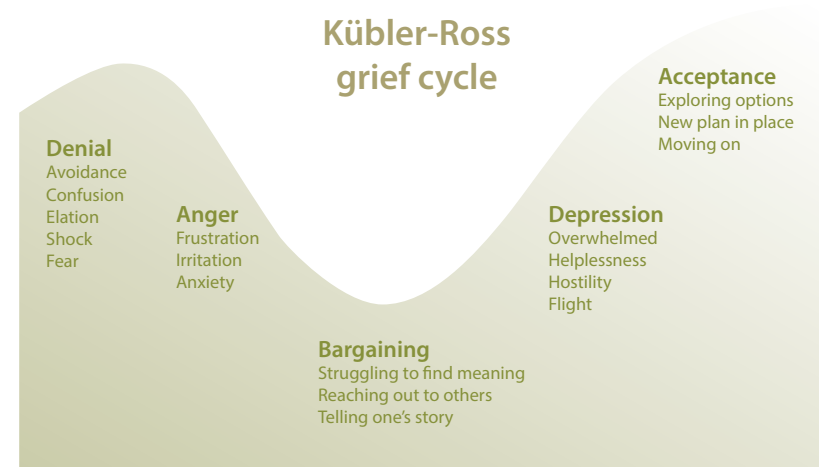 Kübler-Ross
grief cycle
Denial
Avoidance
Confusion
Elation
Shock
Fear
Anger
Frustration
Irritation
Anxiety
Bargaining
Struggling to find meaning
Reaching out to others
Telling one’s story
Depression
Overwhelmed
Helplessness
Hostility
Flight
Acceptance
Exploring options
New plan in place
Moving on